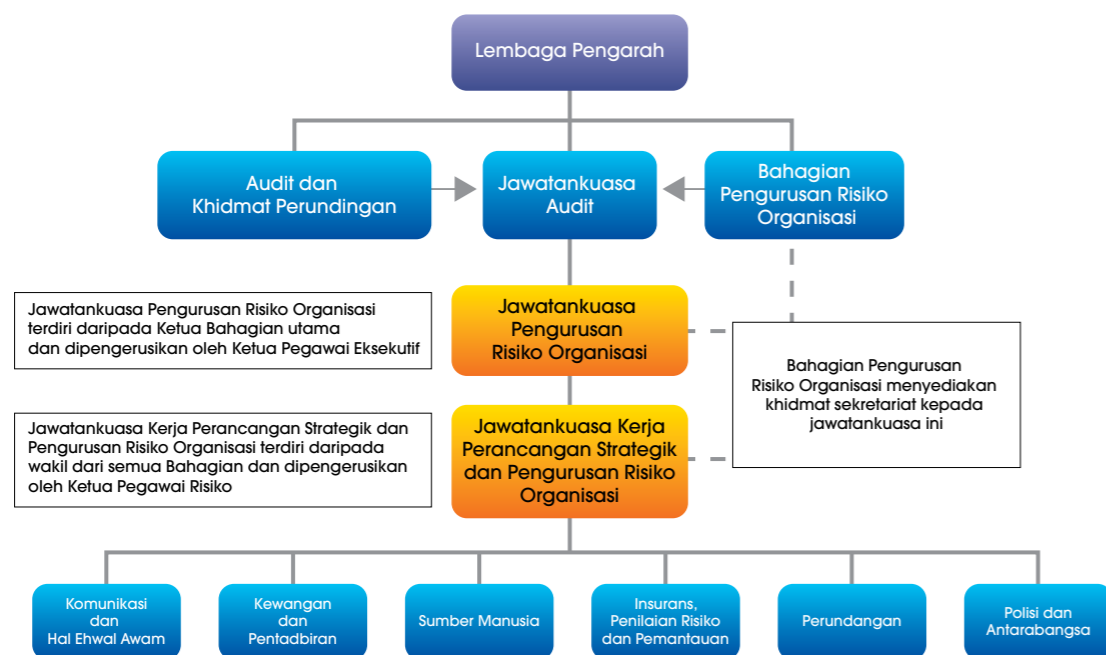 Lembaga Pengarah
Audit dan
Khidmat Perundingan
Jawatankuasa
Audit
Bahagian
Pengurusan Risiko
Organisasi
Jawatankuasa Pengurusan Risiko Organisasi
terdiri daripada Ketua Bahagian utama
dan dipengerusikan oleh Ketua Pegawai Eksekutif
Jawatankuasa
Pengurusan
Risiko Organisasi
Bahagian Pengurusan
Risiko Organisasi menyediakan
khidmat sekretariat kepada
jawatankuasa ini
Jawatankuasa Kerja Perancangan Strategik dan
Pengurusan Risiko Organisasi terdiri daripada
wakil dari semua Bahagian dan dipengerusikan
oleh Ketua Pegawai Risiko
Jawatankuasa Kerja
Perancangan Strategik
dan Pengurusan Risiko
Organisasi
Komunikasi
dan
Hal Ehwal Awam
Kewangan
dan
Pentadbiran
Sumber Manusia
Insurans,
Penilaian Risiko
dan Pemantauan
Perundangan
Polisi dan
Antarabangsa